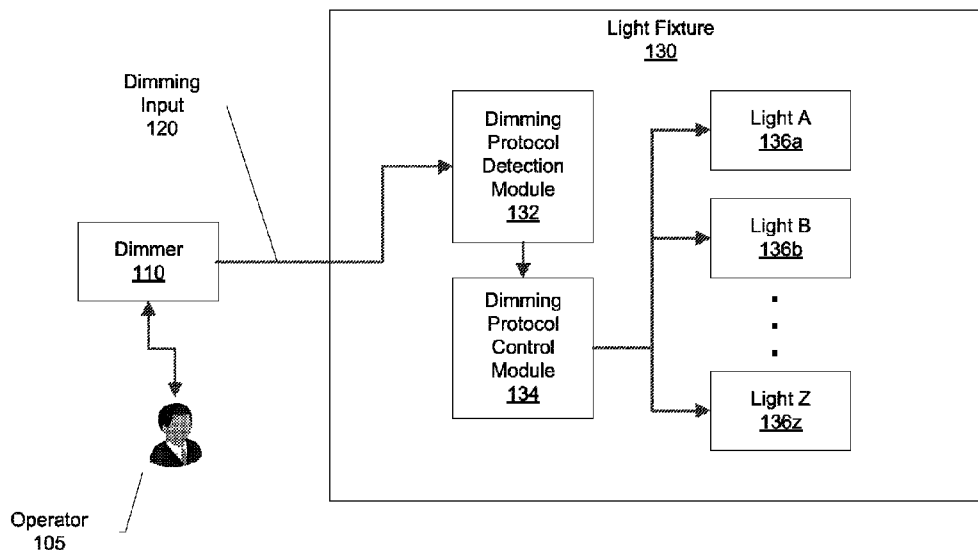 Light Fixture
130
Dimming
Input
120
Dimming
Protocol
Detection
Module
132
Light A
136a
Light B
136b
Dimmer
110
Dimming
Protocol
Control
Module
134
Light Z
136z
Operator
105